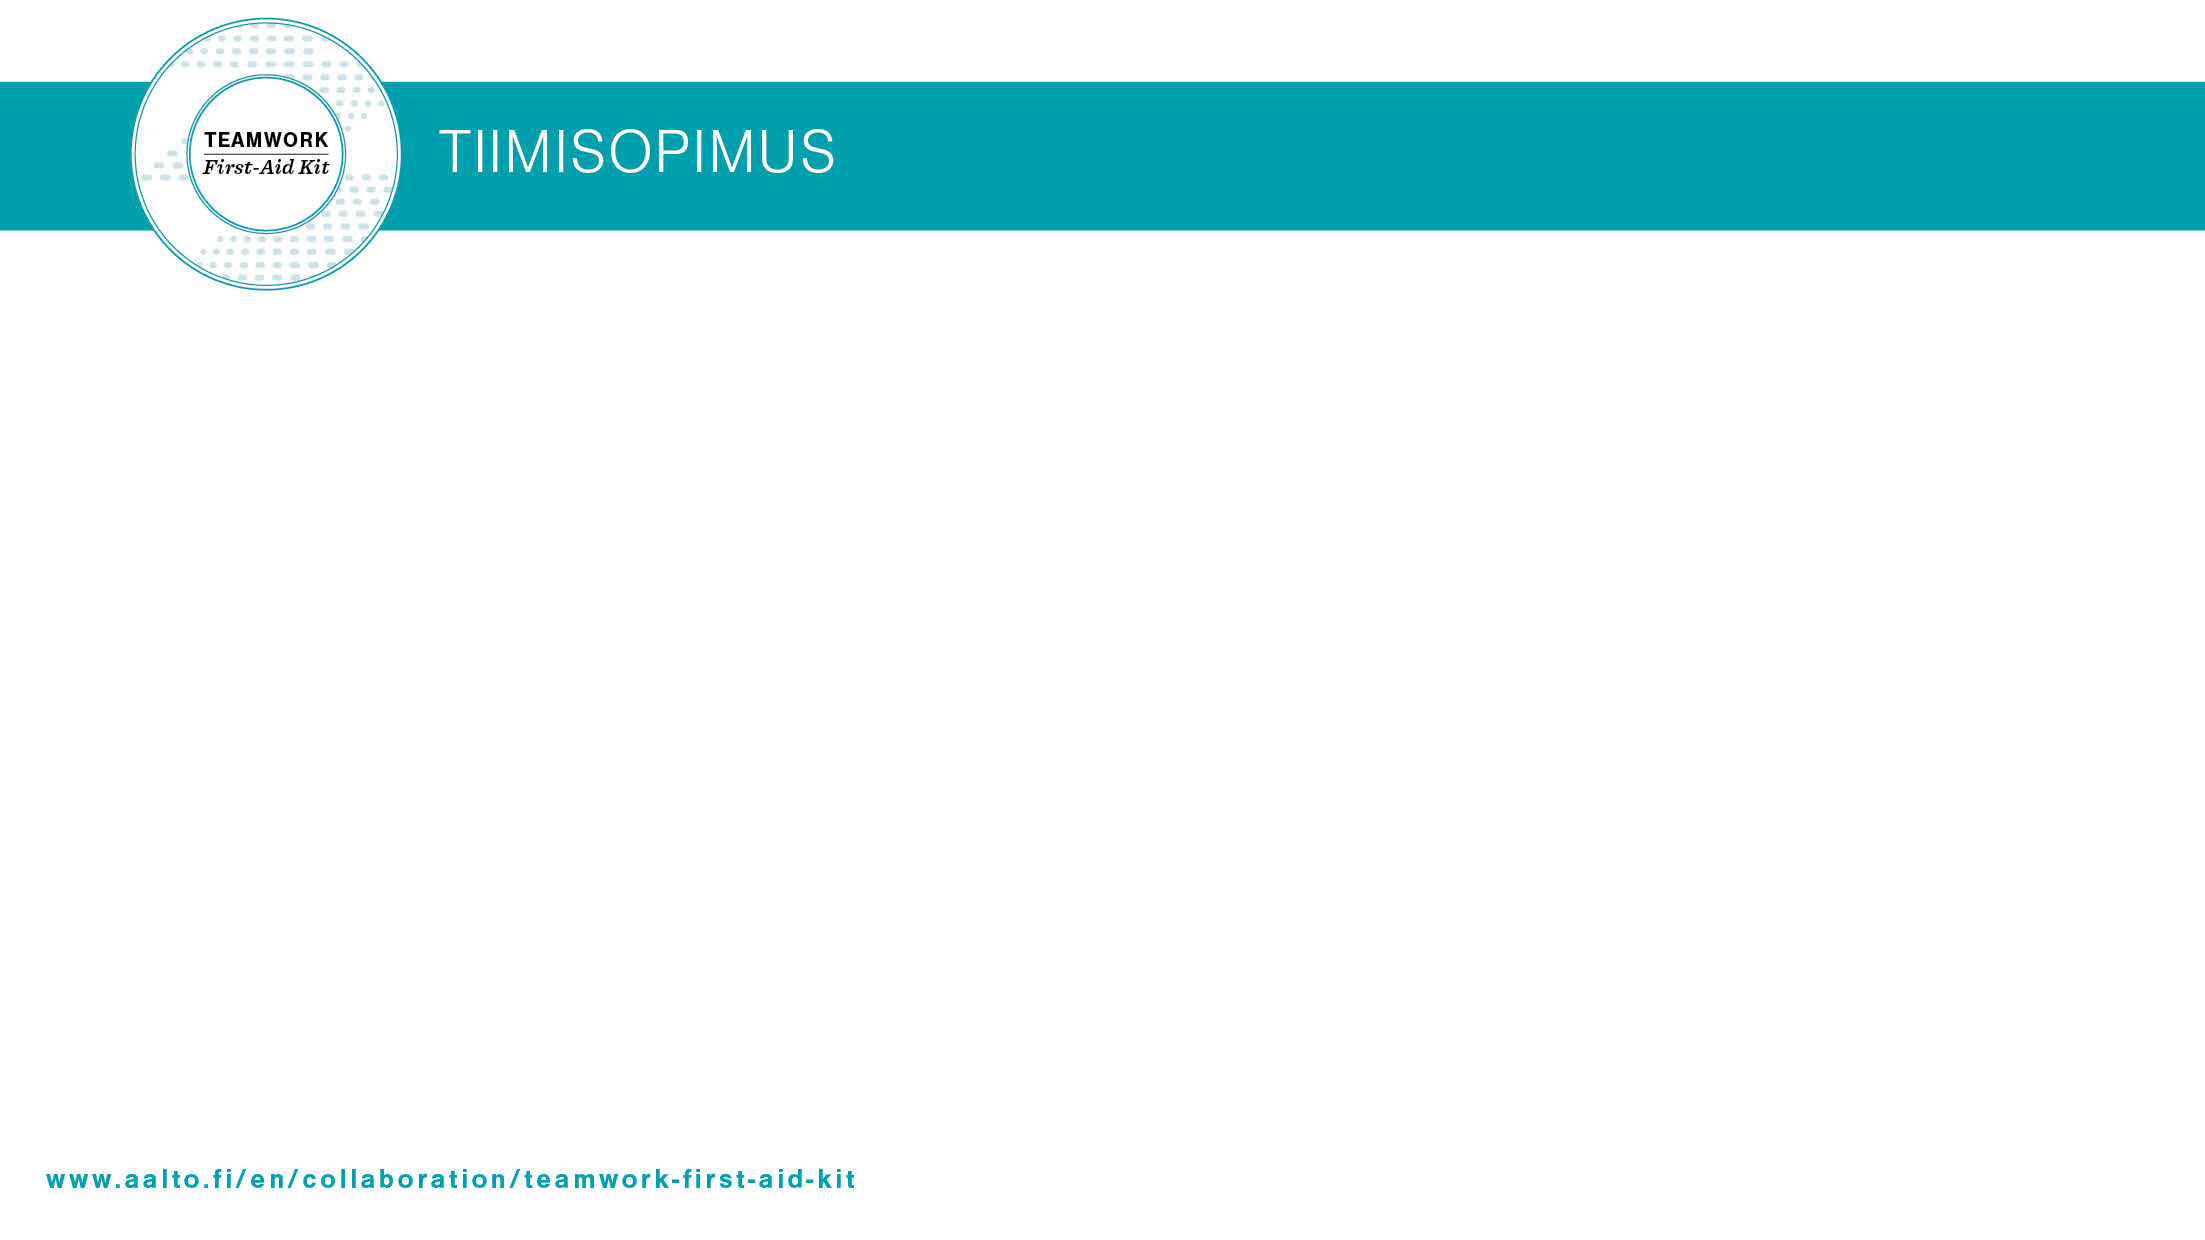 TEAMWORK
First-Aid Kit
TIIMISOPIMUS
www.aalto.fi/en/collaboration/teamwork-first-aid-kit